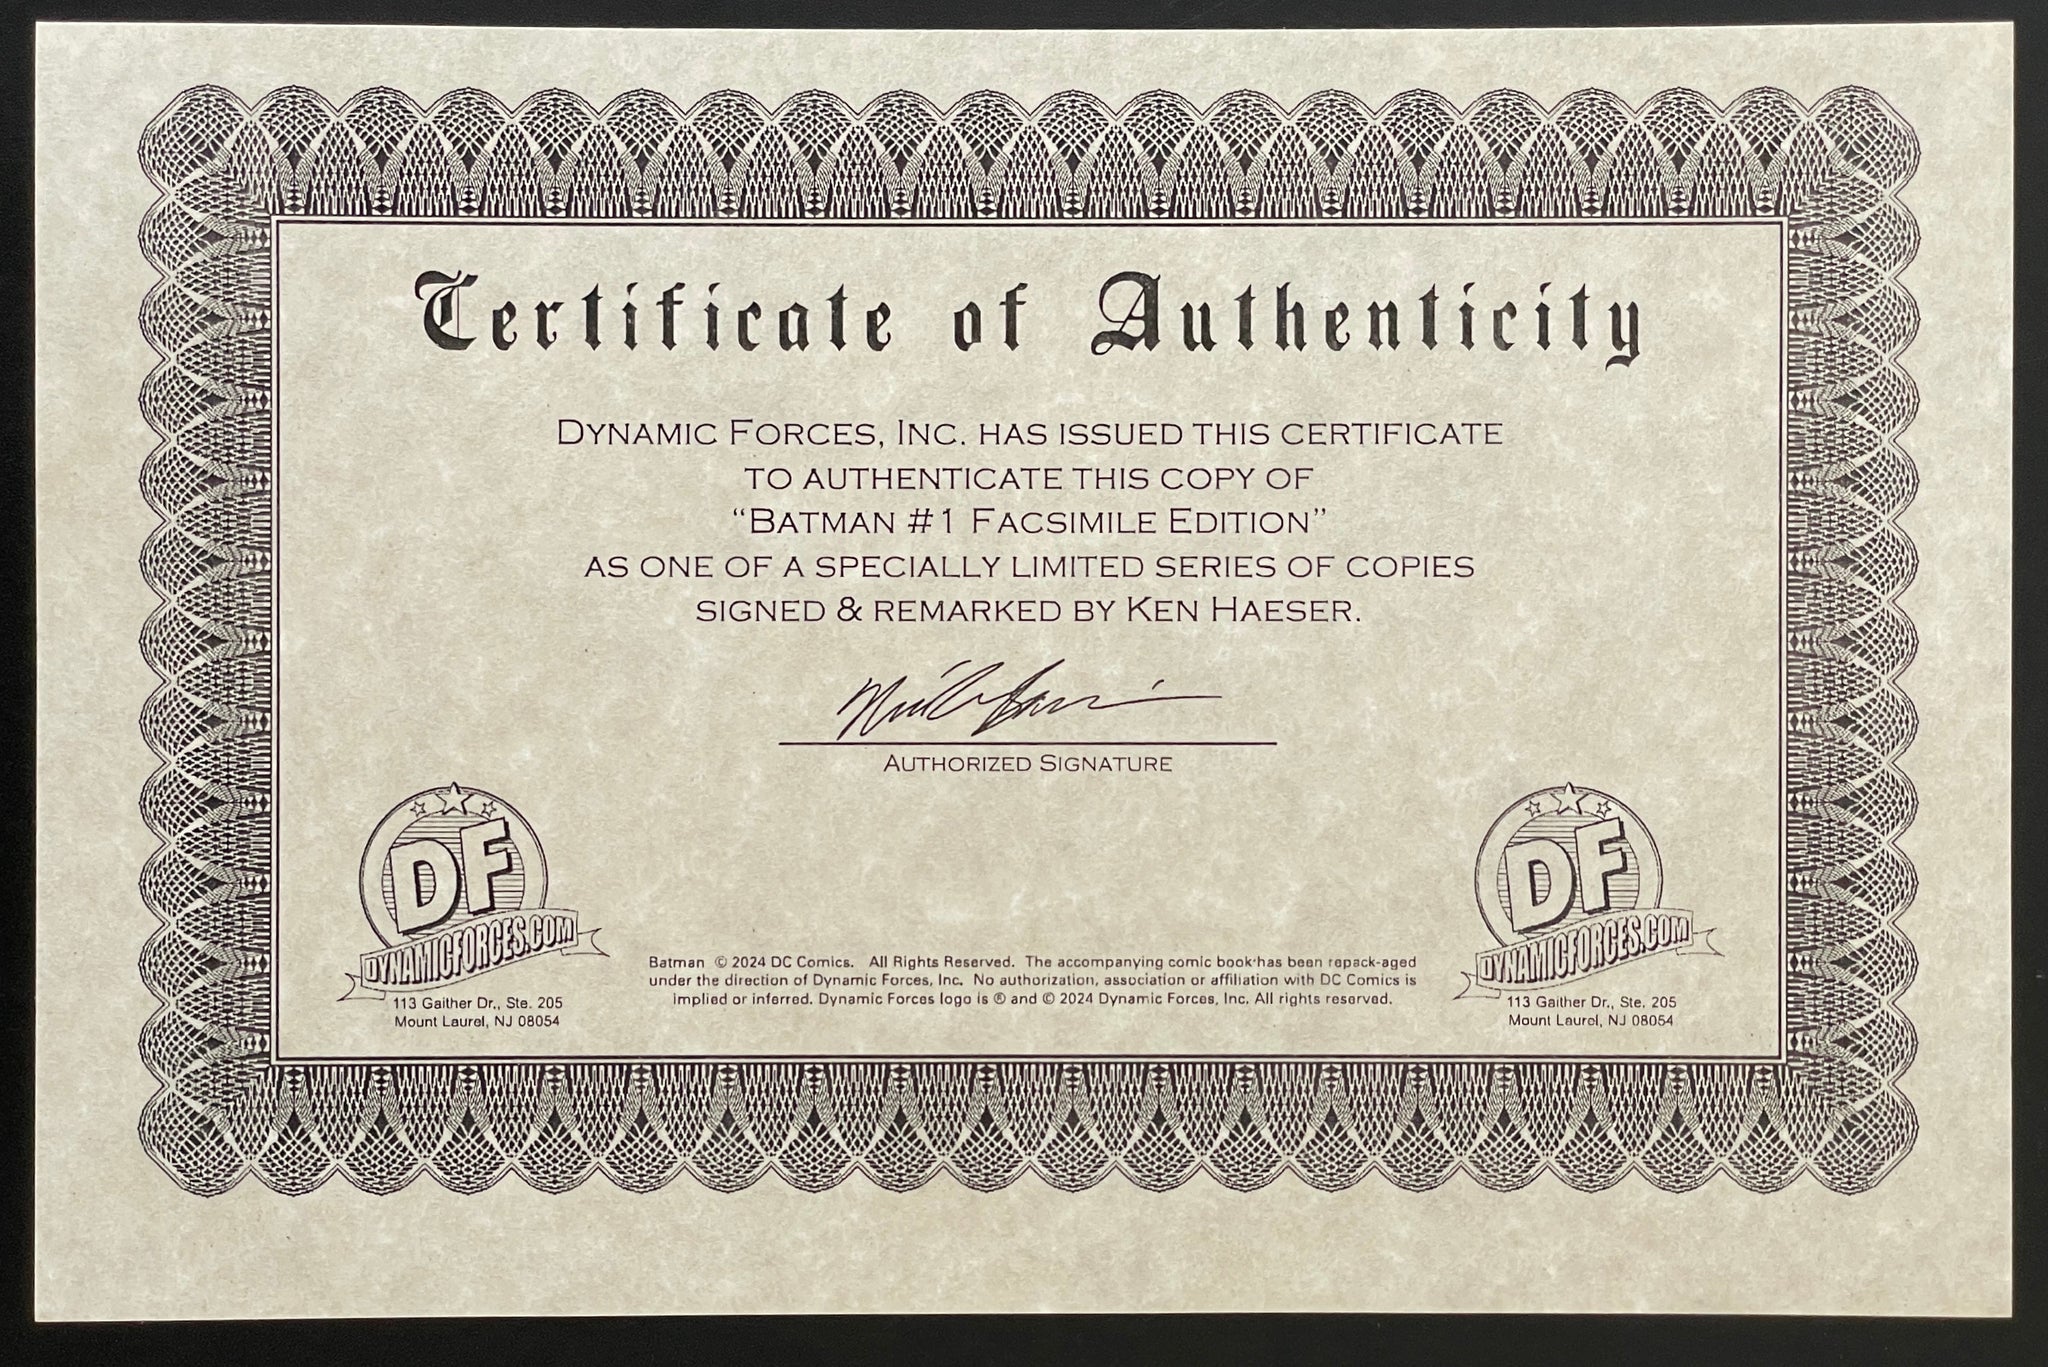 Certificate of Authenticity
DYNAMIC FORCES, INC. HAS ISSUED THIS CERTIFICATE
TO AUTHENTICATE THIS COPY OF
“BATMAN #1 FACSIMILE EDITION”
AS ONE OF A SPECIALLY LIMITED SERIES OF COPIES
SIGNED & REMARKED BY KEN HAESER.
AUTHORIZED SIGNATURE
DF
DYNAMICFORCES.COM
113 Gaither Dr., Ste. 205
Mount Laurel, NJ 08054
Batman © 2024 DC Comics. All Rights Reserved. The accompanying comic book has been repack-aged
under the direction of Dynamic Forces, Inc. No authorization, association or affiliation with DC Comics is
implied or inferred. Dynamic Forces logo is ® and © 2024 Dynamic Forces, Inc. All rights reserved.
DF
DYNAMICFORCES.COM
113 Gaither Dr., Ste. 205
Mount Laurel, NJ 08054